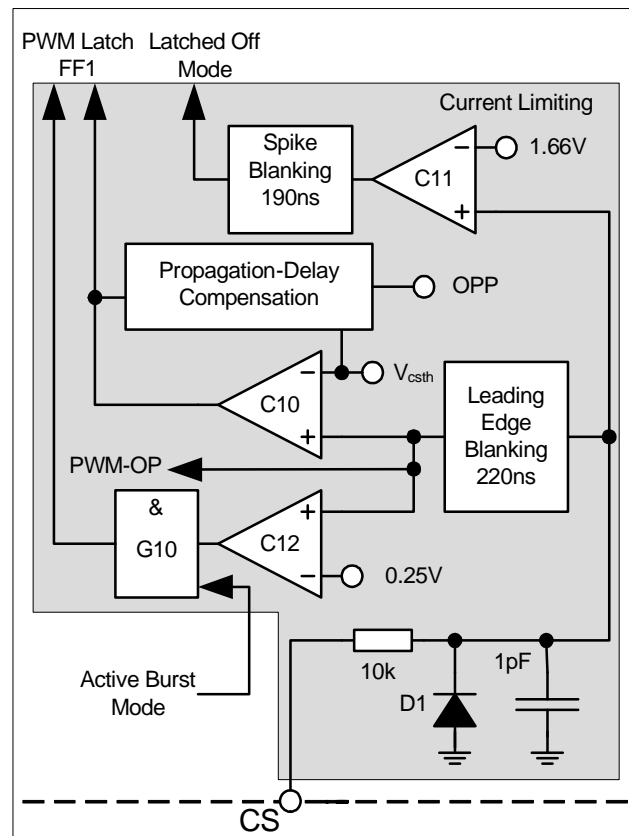 PWM Latch
FF1
Latched Off
Mode
Current Limiting
Spike
Blanking
190ns
C11
1.66V
−
+
Propagation-Delay
Compensation
OPP
−
+
C10
Vcsth
Leading
Edge
Blanking
220ns
PWM-OP
&
G10
+
−
C12
0.25V
Active Burst
Mode
10k
1pF
D1
CS